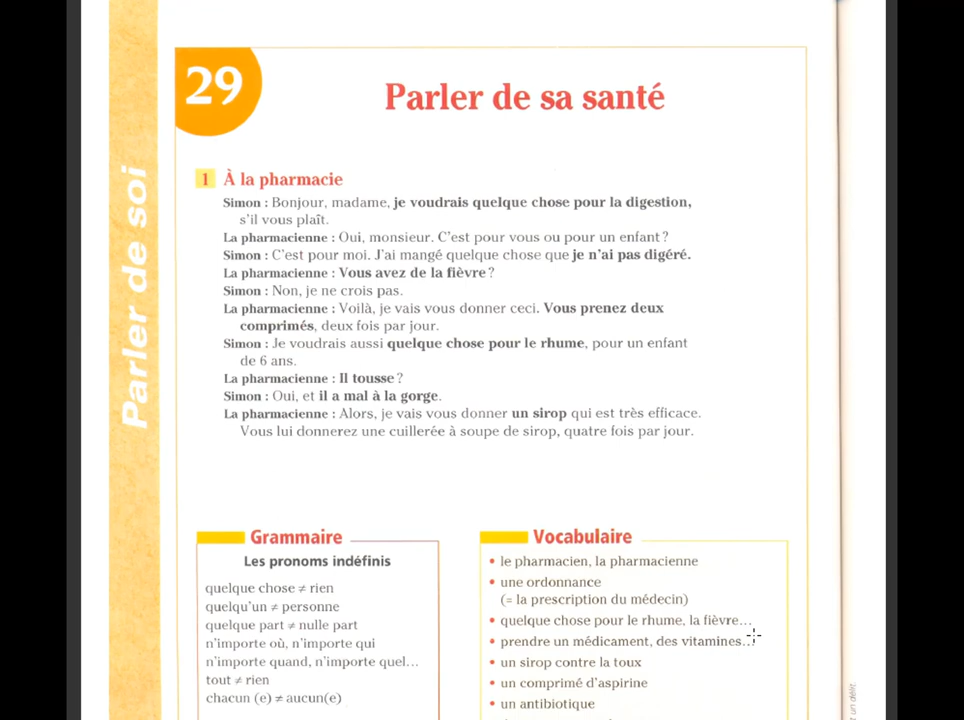 Parler de soi
29
Parler de sa santé
1 À la pharmacie
Simon : Bonjour, madame, je voudrais quelque chose pour la digestion,
s'il vous plaît.
La pharmacienne : Oui, monsieur. C'est pour vous ou pour un enfant ?
Simon : C'est pour moi. J'ai mangé quelque chose que je n'ai pas digéré.
La pharmacienne : Vous avez de la fièvre ?
Simon : Non, je ne crois pas.
La pharmacienne : Voilà, je vais vous donner ceci. Vous prenez deux
comprimés, deux fois par jour.
Simon : Je voudrais aussi quelque chose pour le rhume, pour un enfant
de 6 ans.
La pharmacienne : Il tousse ?
Simon : Oui, et il a mal à la gorge.
La pharmacienne : Alors, je vais vous donner un sirop qui est très efficace.
Vous lui donnerez une cuillerée à soupe de sirop, quatre fois par jour.
Grammaire
Les pronoms indéfinis
quelque chose ≠ rien
quelqu'un ≠ personne
quelque part ≠ nulle part
n'importe où, n'importe qui
n'importe quand, n'importe quel...
tout ≠ rien
chacun (e) ≠ aucun(e)
Vocabulaire
• le pharmacien, la pharmacienne
• une ordonnance
(= la prescription du médecin)
• quelque chose pour le rhume, la fièvre...
• prendre un médicament, des vitamines...
• un sirop contre la toux
• un comprimé d'aspirine
• un antibiotique
t un délit.